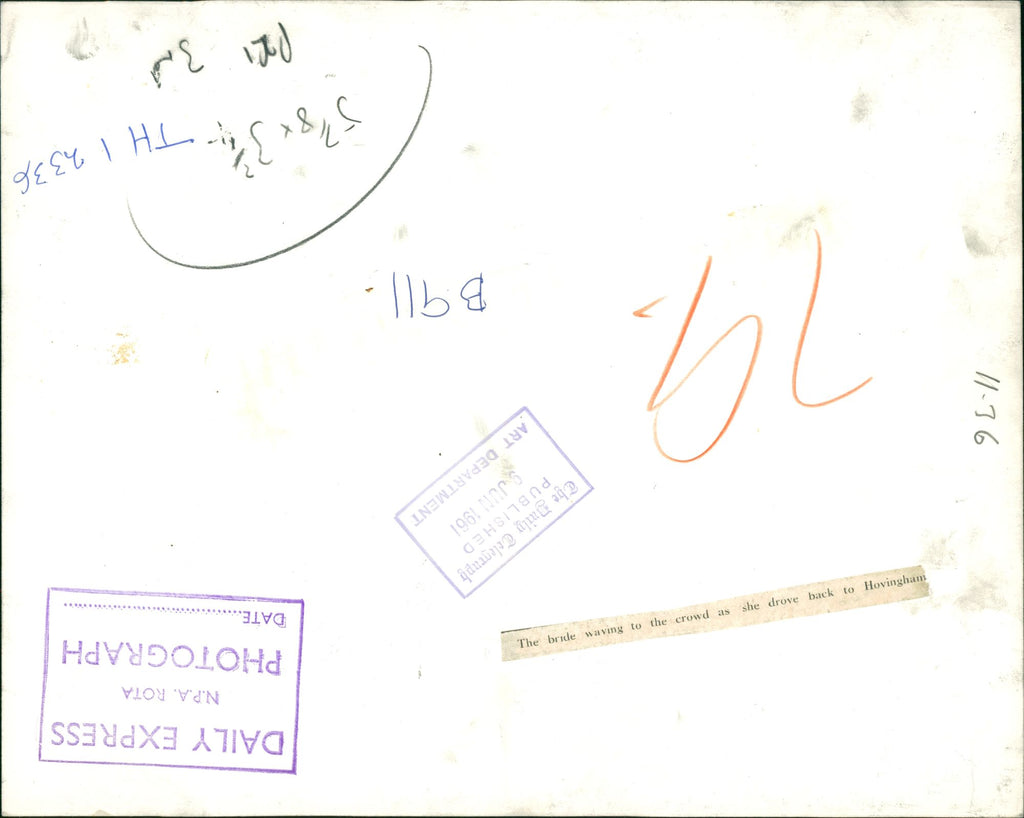 5 7/8 x 3 1/2
TH 1 2336
B911
11-76
The Daily Telegraph
PUBLISHED
9 JUN 1961
ART DEPARTMENT
The bride waving to the crowd as she drove back to Hovingham
DAILY EXPRESS
N.P.A. ROTA
PHOTOGRAPH
DATE